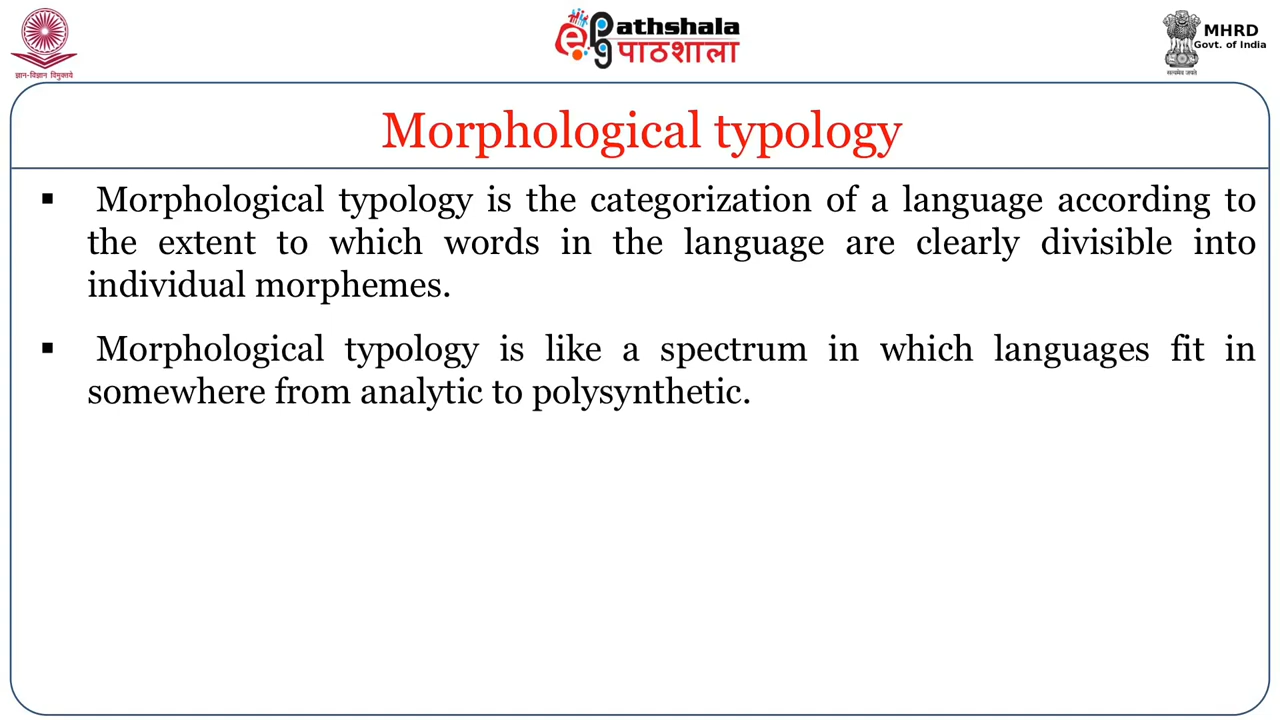 ज्ञान-विज्ञान विमुक्तये
ePG Pathshala
पाठशाला
MHRD
Govt. of India
सत्यमेव जयते
Morphological typology
▪ Morphological typology is the categorization of a language according to
the extent to which words in the language are clearly divisible into
individual morphemes.
▪ Morphological typology is like a spectrum in which languages fit in
somewhere from analytic to polysynthetic.